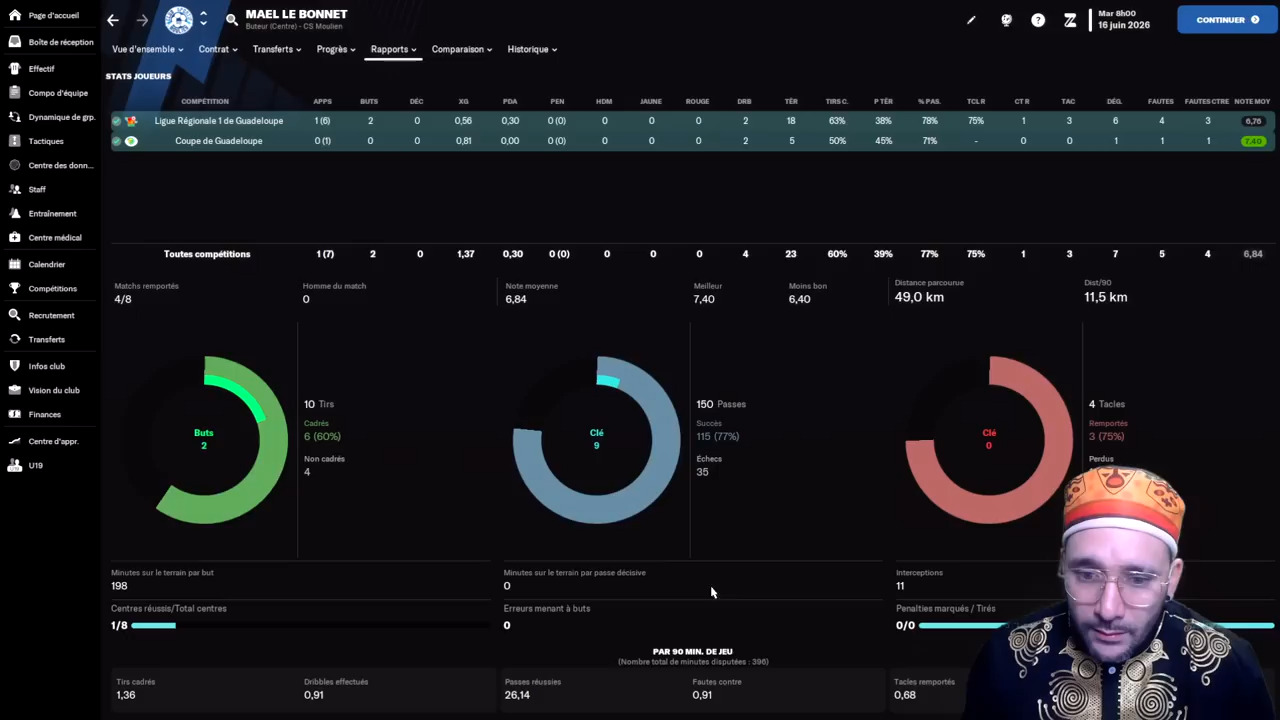 Page d'accueil
Boîte de réception
Effectif
Compo d'équipe
Dynamique de grp.
Tactiques
Centre des donn...
Staff
Entraînement
Centre médical
Calendrier
Compétitions
Recrutement
Transferts
Infos club
Vision du club
Finances
Centre d'appr.
U19
MAEL LE BONNET
Buteur (Centre) - CS Moulien
Mar 8h00
16 juin 2026
CONTINUER
Vue d'ensemble Contrat Transferts Progrès Rapports Comparaison Historique
STATS JOUEURS
COMPÉTITION APPS BUTS DÉC XG PDA PEN HDM JAUNE ROUGE DRB TÊR TIRS C. P TÊR % PAS. TCL R CT R TAC DÉG. FAUTES FAUTES CTRE NOTE MOY
Ligue Régionale 1 de Guadeloupe 1 (6) 2 0 0,56 0,30 0 (0) 0 0 0 2 18 63% 38% 78% 75% 1 3 6 4 3 6,76
Coupe de Guadeloupe 0 (1) 0 0 0,81 0,00 0 (0) 0 0 0 2 5 50% 45% 71% - 0 0 1 1 1 7,40
Toutes compétitions 1 (7) 2 0 1,37 0,30 0 (0) 0 0 0 4 23 60% 39% 77% 75% 1 3 7 5 4 6,84
Matchs remportés Homme du match Note moyenne Meilleur Moins bon Distance parcourue Dist/90
4/8 0 6,84 7,40 6,40 49,0 km 11,5 km
Buts
2
10 Tirs
Cadrés
6 (60%)
Non cadrés
4
Clé
9
150 Passes
Succès
115 (77%)
Échecs
35
Clé
0
4 Tacles
Remportés
3 (75%)
Perdus
Minutes sur le terrain par but
198
Minutes sur le terrain par passe décisive
0
Interceptions
11
Centres réussis/Total centres
1/8
Erreurs menant à buts
0
Penalties marqués / Tirés
0/0
PAR 90 MIN. DE JEU
(Nombre total de minutes disputées : 396)
Tirs cadrés Dribbles effectués Passes réussies Fautes contre Tacles remportés
1,36 0,91 26,14 0,91 0,68